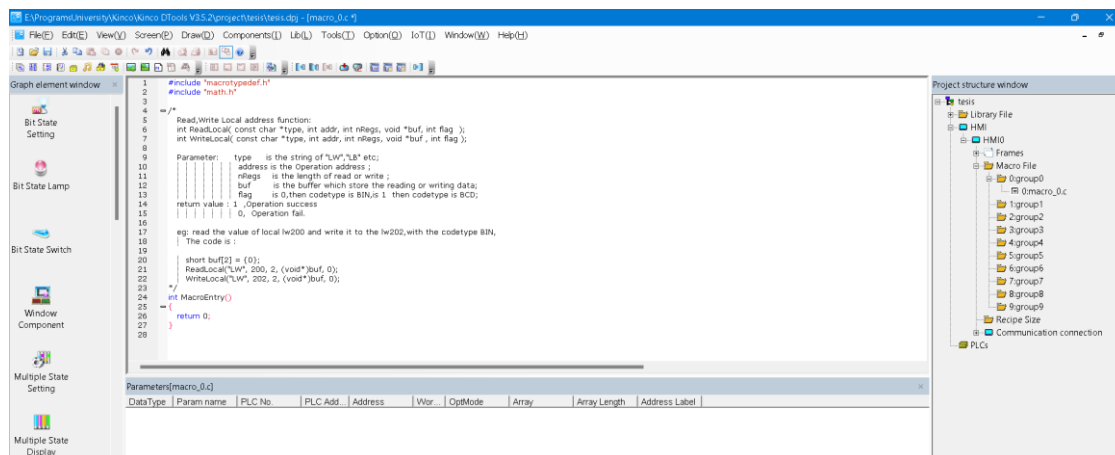 E:\ProgramsUniversity\Kinco\Kinco DTools V3.5.2\project\tesis\tesis.dpj - [macro_0.c *]
File(F) Edit(E) View(V) Screen(P) Draw(D) Components(T) Lib(L) Tools(T) Option(O) IoT(I) Window(W) Help(H)
Graph element window
Bit State
Setting
Bit State Lamp
Bit State Switch
Window
Component
Multiple State
Setting
Multiple State
Display
1 #include "macrotypedef.h"
2 #include "math.h"
3
4 /*
5 Read,Write Local address function:
6 int ReadLocal( const char *type, int addr, int nRegs, void *buf, int flag );
7 int WriteLocal( const char *type, int addr, int nRegs, void *buf , int flag );
8
9 Parameter: type is the string of "LW","LB" etc;
10 address is the Operation address ;
11 nRegs is the length of read or write ;
12 buf is the buffer which store the reading or writing data;
13 flag is 0,then codetype is BIN,is 1 then codetype is BCD;
14 return value : 1 ,Operation success
15 0, Operation fail.
16
17 eg: read the value of local lw200 and write it to the lw202,with the codetype BIN,
18 The code is :
19
20 short buf[2] = {0};
21 ReadLocal("LW", 200, 2, (void*)buf, 0);
22 WriteLocal("LW", 202, 2, (void*)buf, 0);
23 */
24 int MacroEntry()
25 {
26 return 0;
27 }
28
Parameters[macro_0.c]
DataType Param name PLC No. PLC Add... Address Wor... OptMode Array Array Length Address Label
Project structure window
tesis
Library File
HMI
HMI0
Frames
Macro File
0:group0
0:macro_0.c
1:group1
2:group2
3:group3
4:group4
5:group5
6:group6
7:group7
8:group8
9:group9
Recipe Size
Communication connection
PLCs